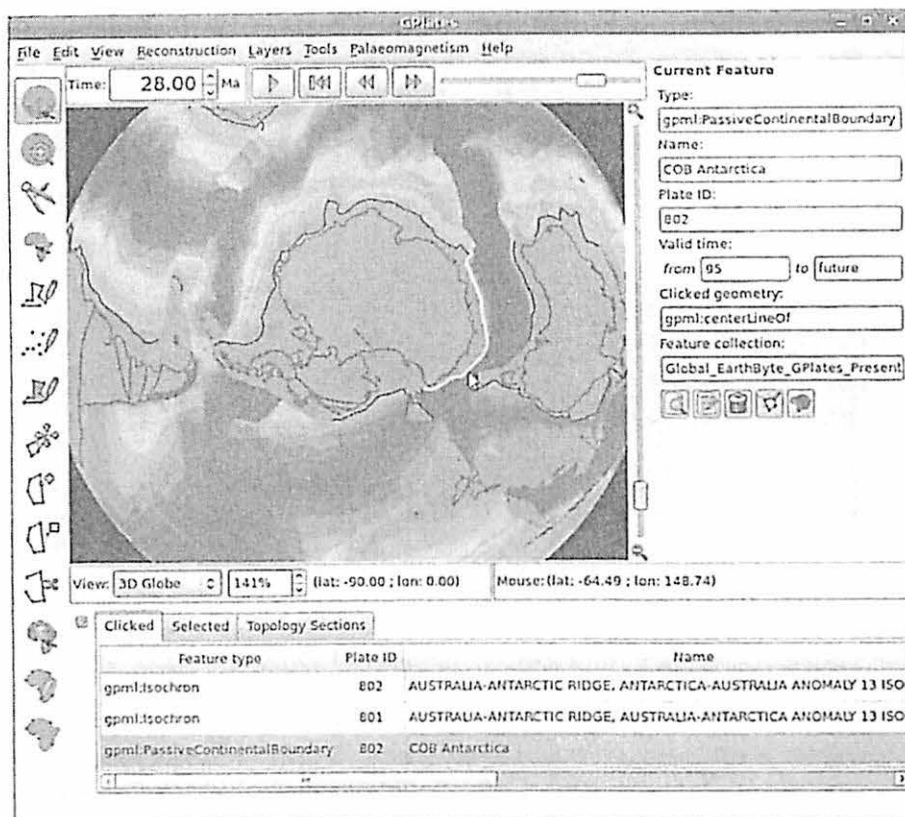 GPlates
File Edit View Reconstruction Layers Tools Palaeomagnetism Help
Time: 28.00 Ma
Current Feature
Type:
gpml:PassiveContinentalBoundary
Name:
COB Antarctica
Plate ID:
802
Valid time:
from 95 to future
Clicked geometry:
gpml:centerLineOf
Feature collection:
Global_EarthByte_GPlates_Present
View: 3D Globe 141% (lat: -90.00 ; lon: 0.00) Mouse: (lat: -64.49 ; lon: 148.74)
Clicked Selected Topology Sections
Feature type Plate ID Name
gpml:Isochron 802 AUSTRALIA-ANTARCTIC RIDGE, ANTARCTICA-AUSTRALIA ANOMALY 13 ISO
gpml:Isochron 801 AUSTRALIA-ANTARCTIC RIDGE, AUSTRALIA-ANTARCTICA ANOMALY 13 ISO
gpml:PassiveContinentalBoundary 802 COB Antarctica